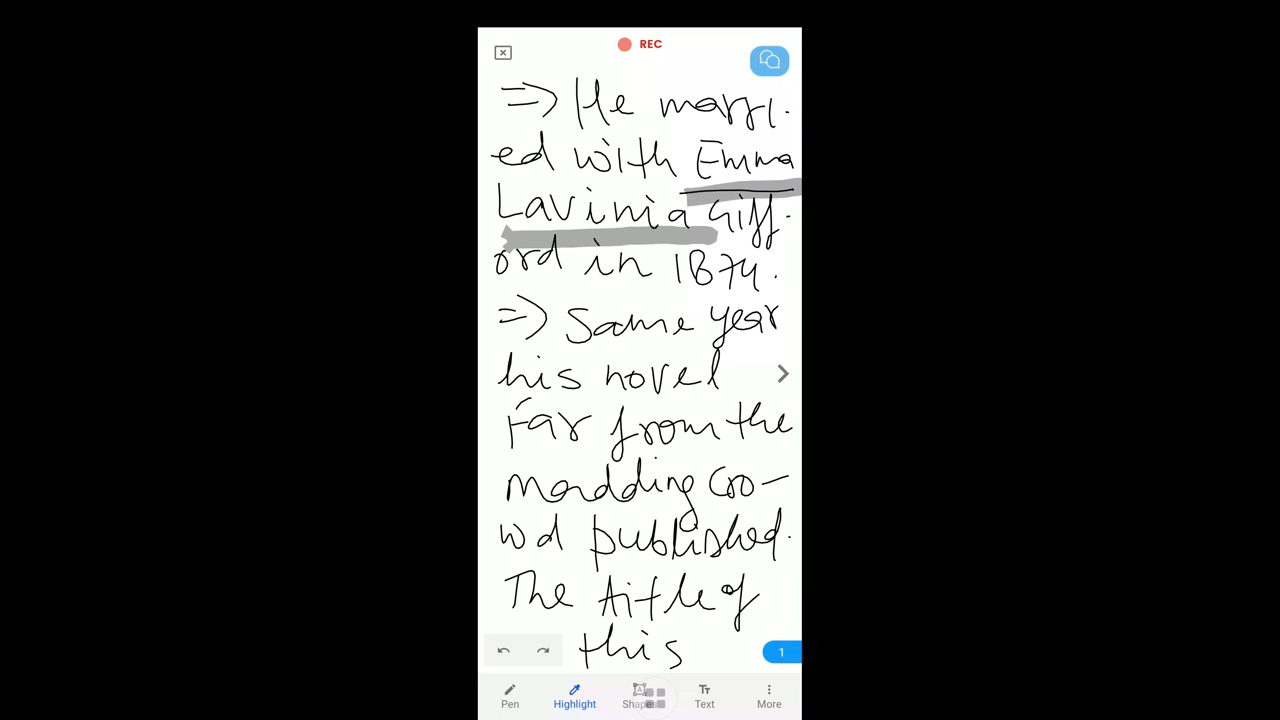 REC
=> He marri.
ed with Emma
Lavinia Giff.
ord in 1874.
=> Same year
his novel
Far from the
madding cro-
wd published.
The title of
this
1
Pen
Highlight
Shapes
Text
More